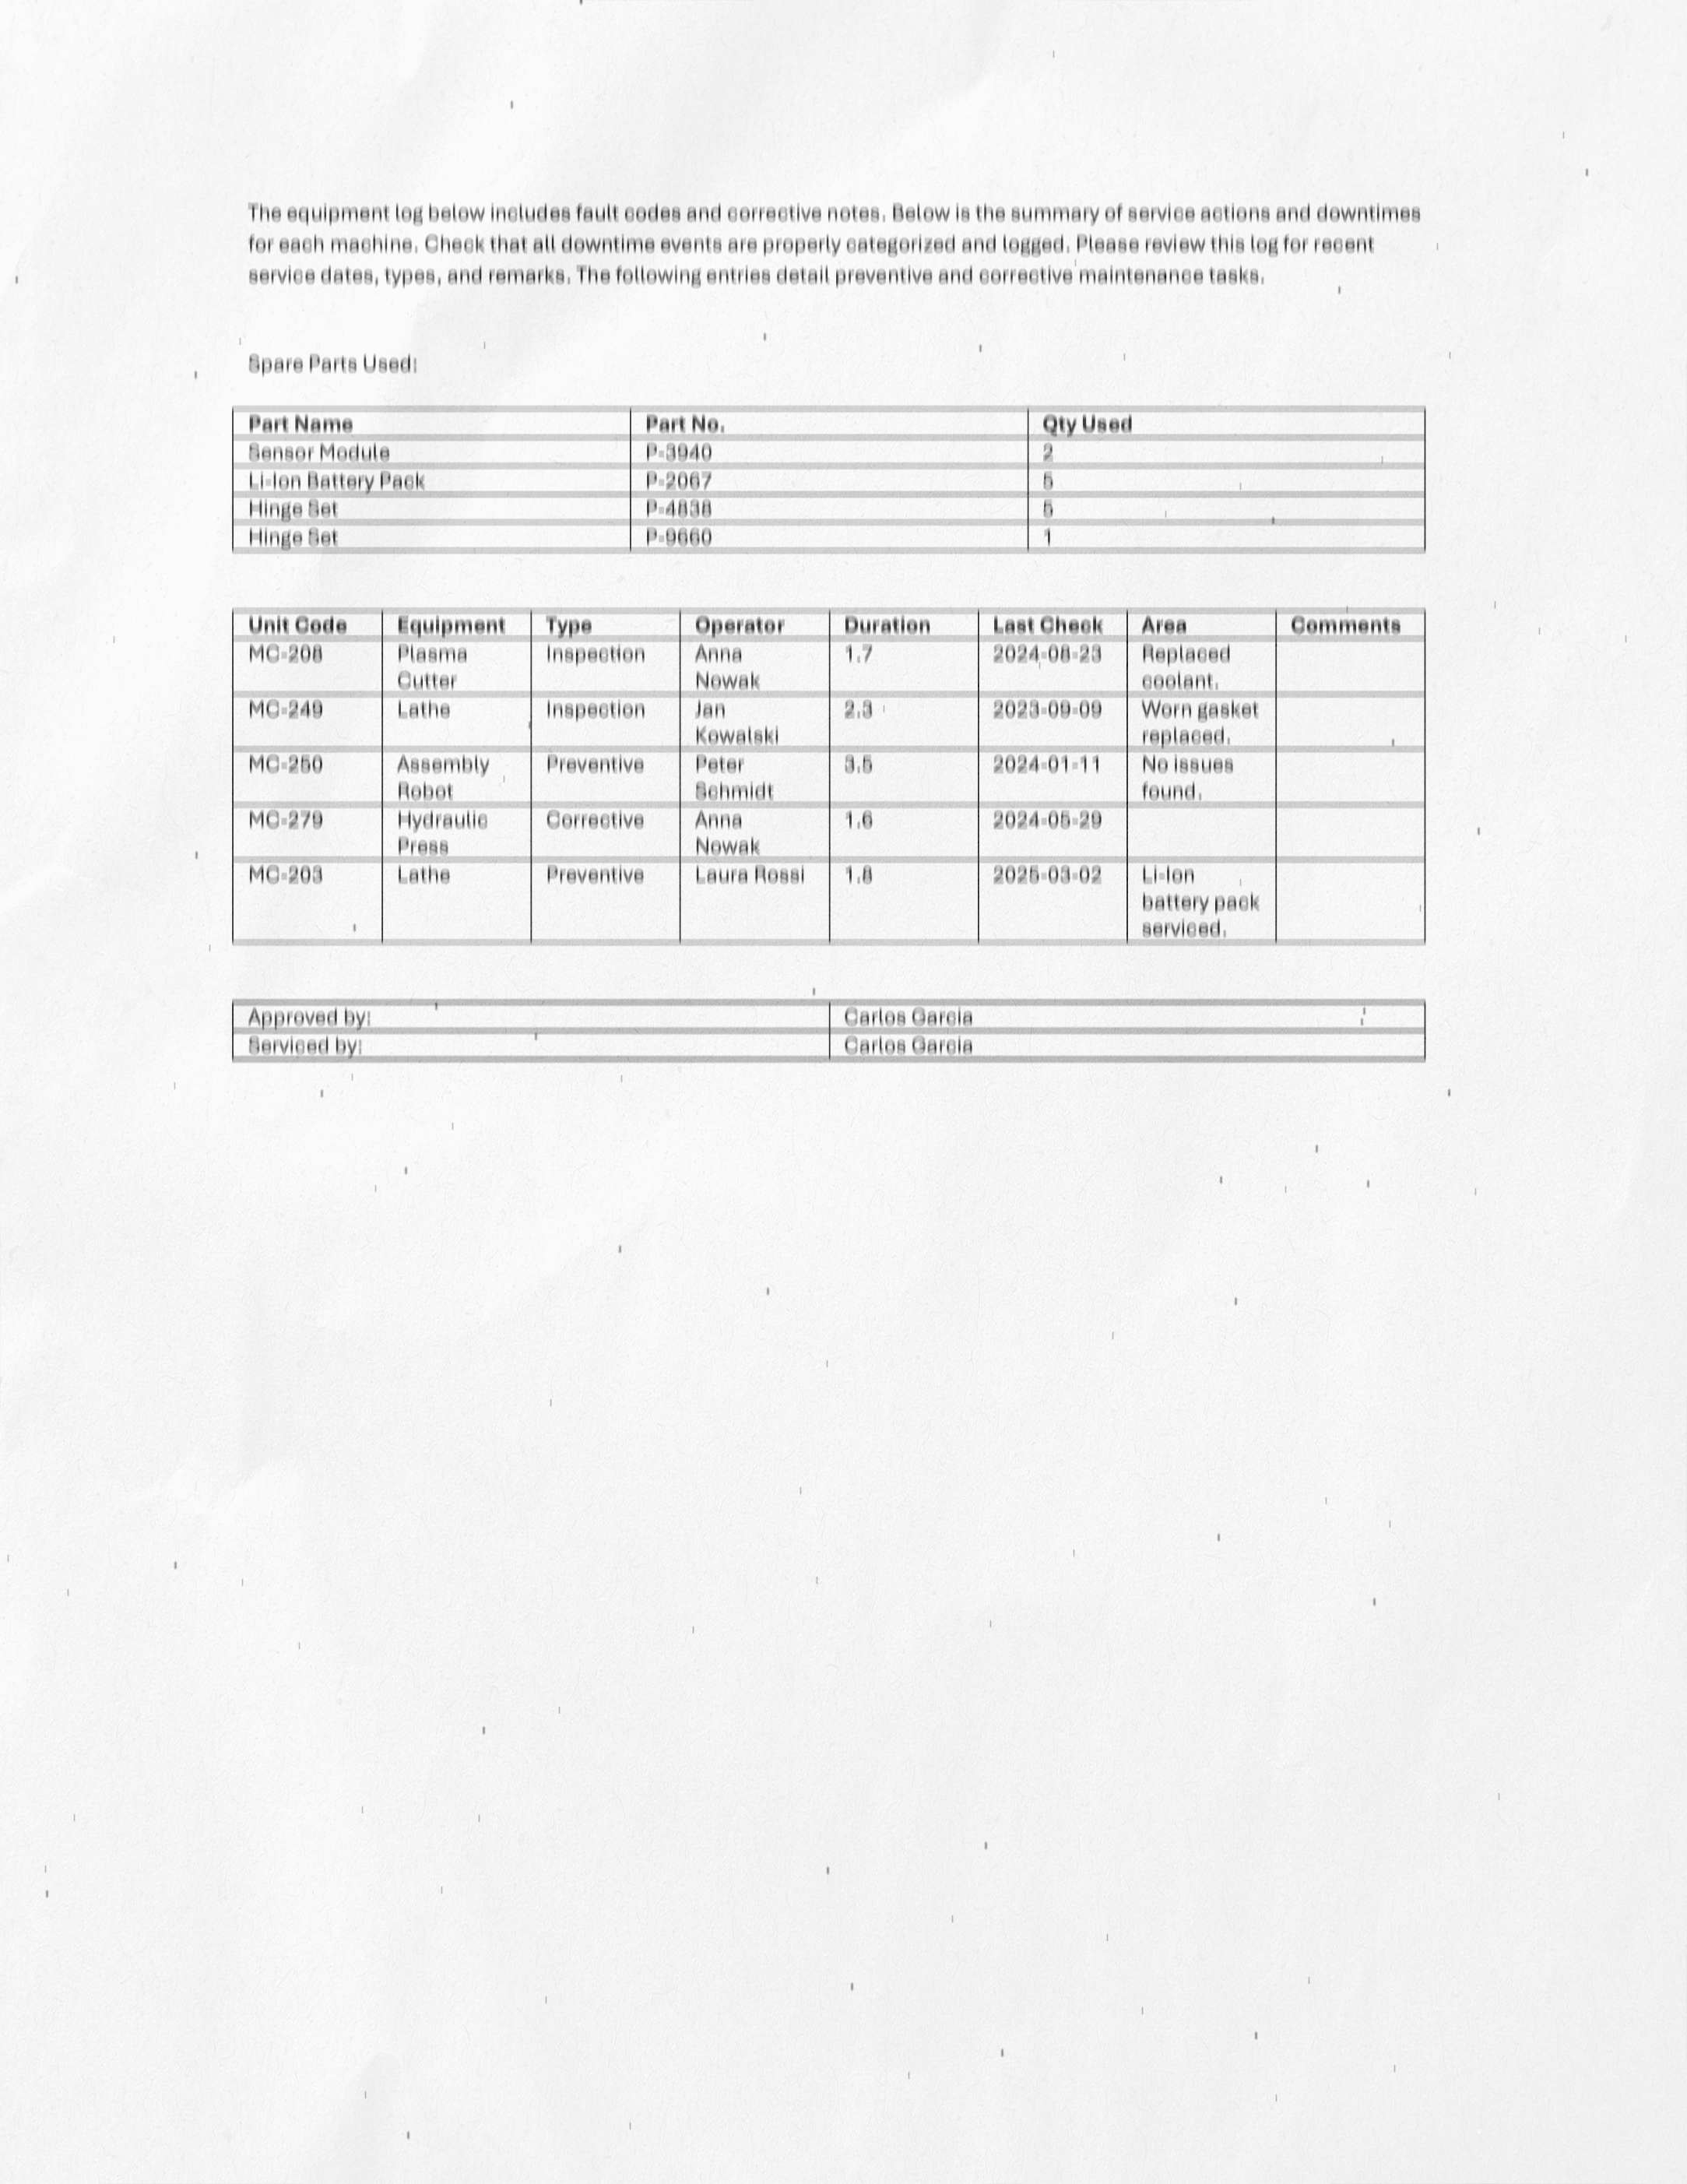 The equipment log below includes fault codes and corrective notes. Below is the summary of service actions and downtimes
for each machine. Check that all downtime events are properly categorized and logged. Please review this log for recent
service dates, types, and remarks. The following entries detail preventive and corrective maintenance tasks.
Spare Parts Used:
Part Name Part No. Qty Used
Sensor Module P-3940 2
Li-Ion Battery Pack P-2067 5
Hinge Set P-4838 5
Hinge Set P-9660 1
Unit Code Equipment Type Operator Duration Last Check Area Comments
MC-208 Plasma Inspection Anna 1.7 2024-08-23 Replaced
Cutter Nowak coolant.
MC-249 Lathe Inspection Jan 2.3 2023-09-09 Worn gasket
Kowalski replaced.
MC-250 Assembly Preventive Peter 3.5 2024-01-11 No issues
Robot Schmidt found.
MC-279 Hydraulic Corrective Anna 1.6 2024-05-29
Press Nowak
MC-203 Lathe Preventive Laura Rossi 1.8 2025-03-02 Li-Ion
battery pack
serviced.
Approved by: Carlos Garcia
Serviced by: Carlos Garcia